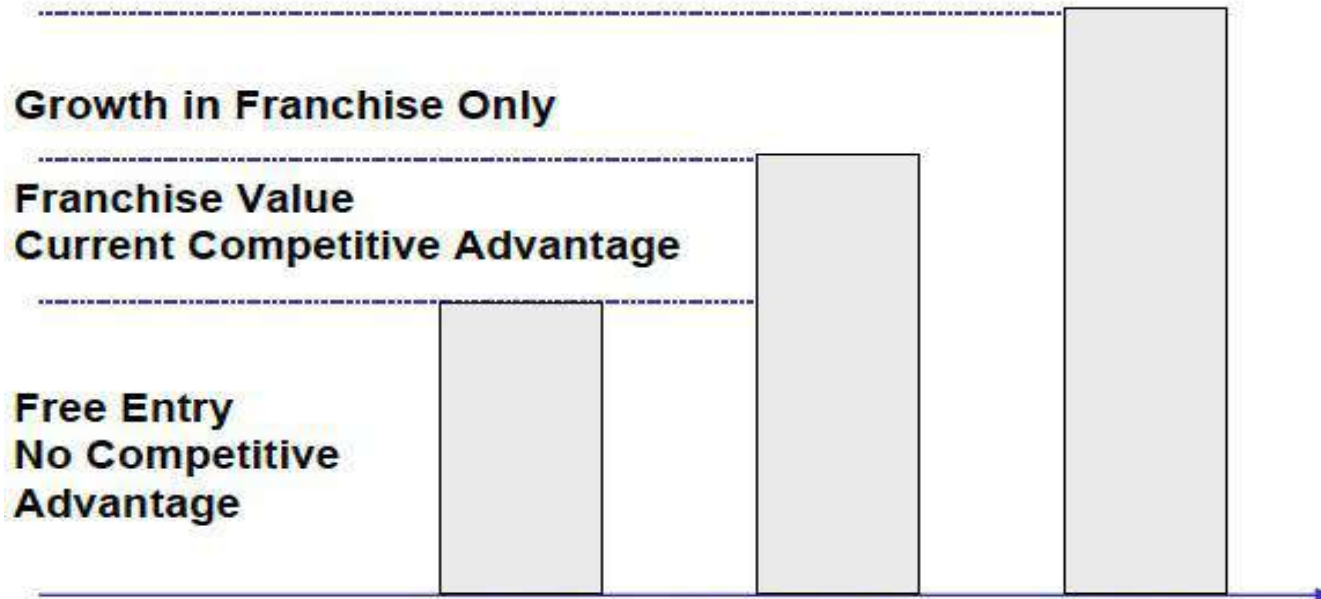 Growth in Franchise Only
Franchise Value
Current Competitive Advantage
Free Entry
No Competitive
Advantage